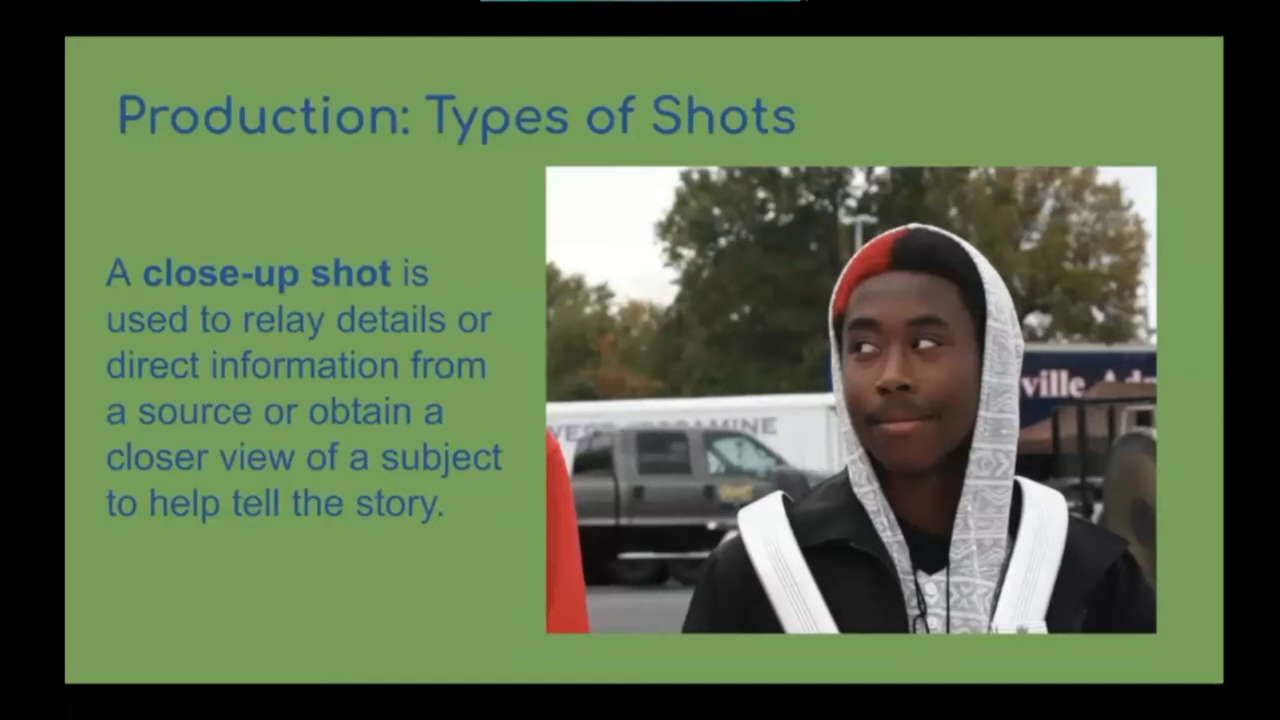 Production: Types of Shots
A close-up shot is
used to relay details or
direct information from
a source or obtain a
closer view of a subject
to help tell the story.
ville